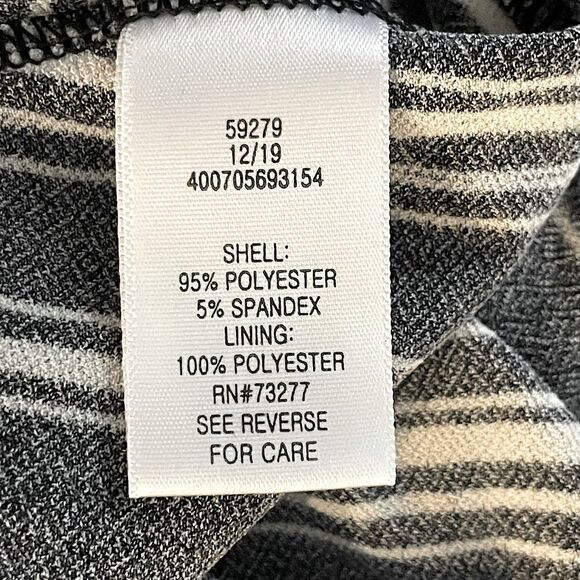 59279
12/19
400705693154
SHELL:
95% POLYESTER
5% SPANDEX
LINING:
100% POLYESTER
RN#73277
SEE REVERSE
FOR CARE